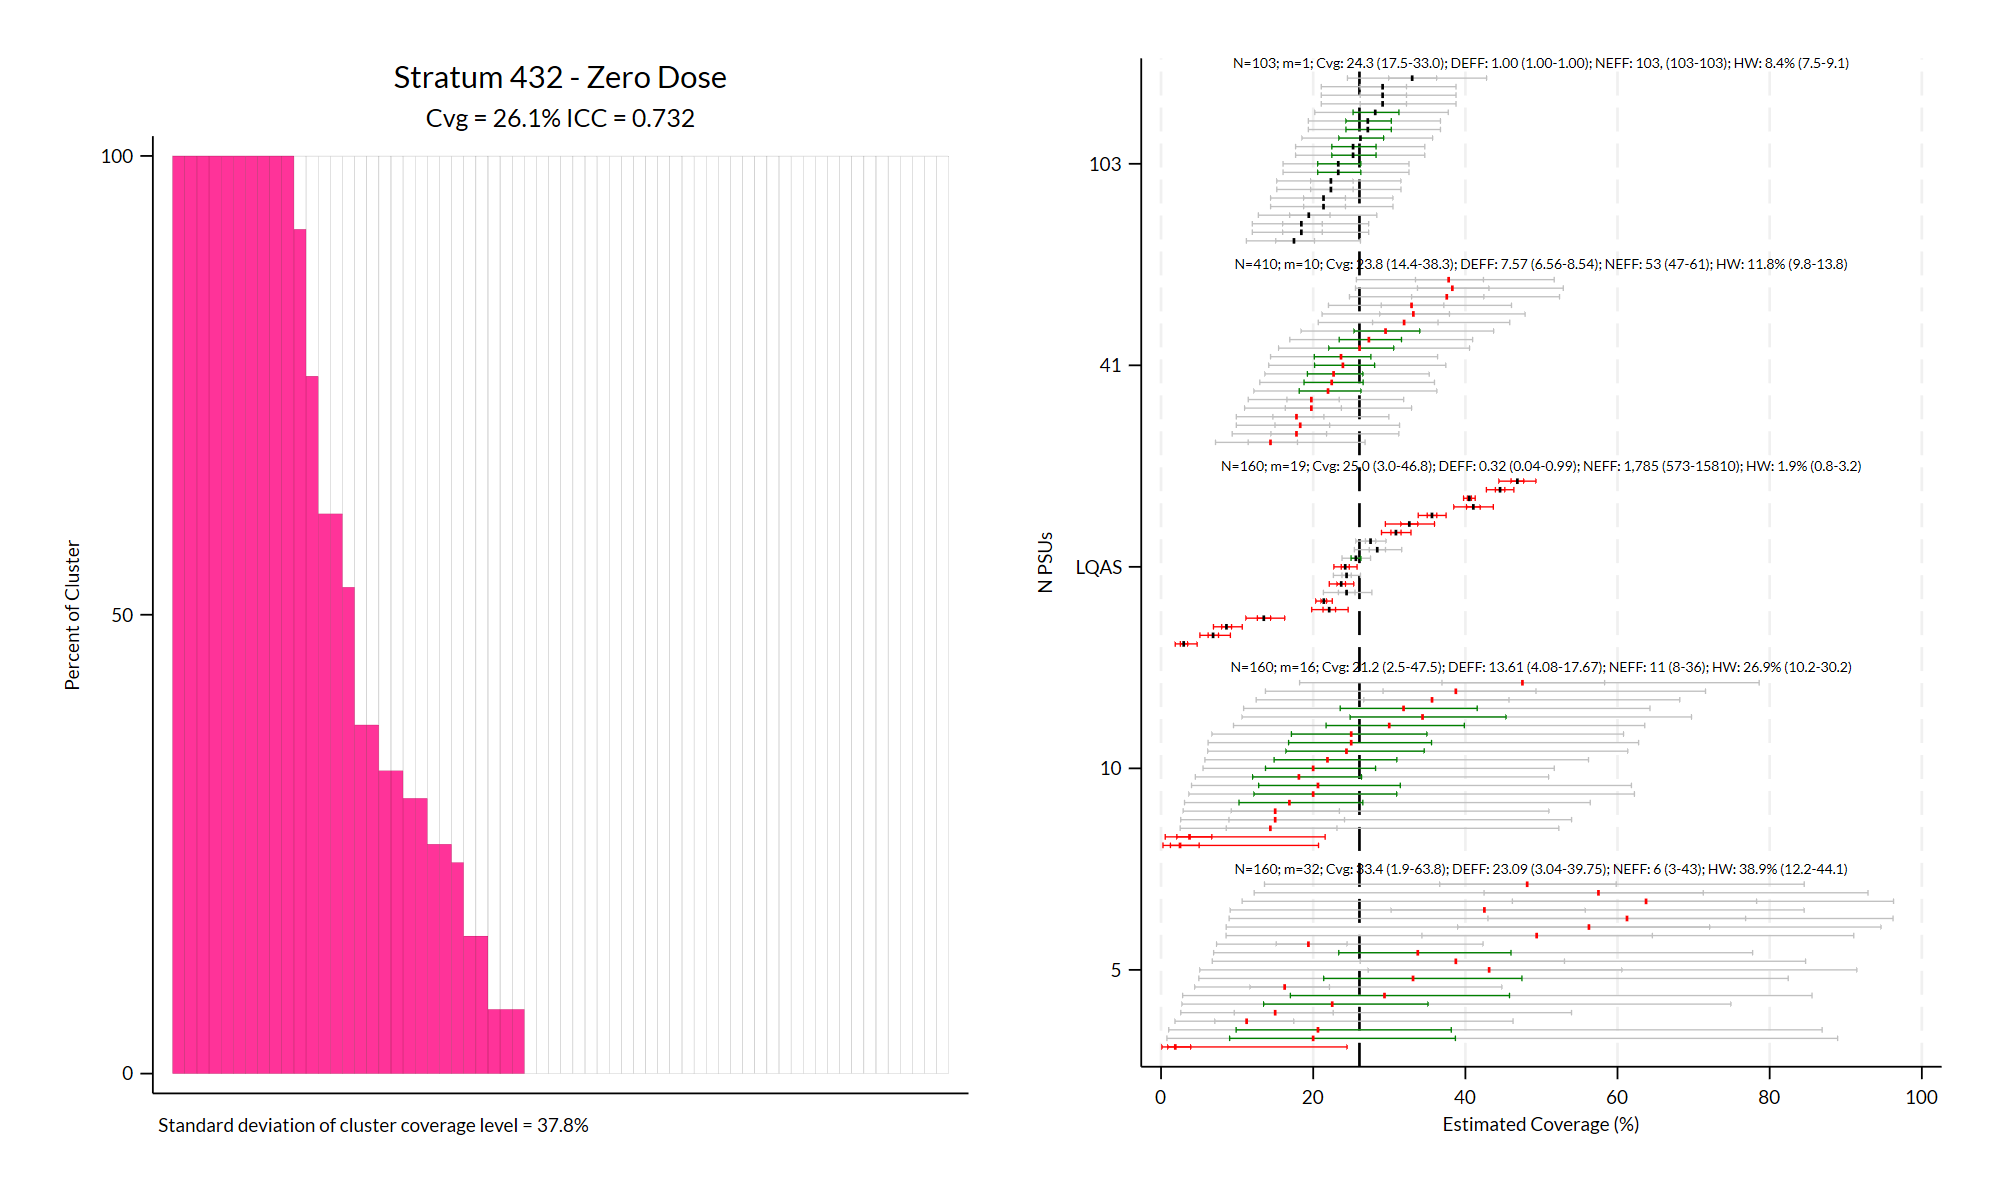 Stratum 432 - Zero Dose
Cvg = 26.1% ICC = 0.732
100
50
0
Percent of Cluster
Standard deviation of cluster coverage level = 37.8%
N=103; m=1; Cvg: 24.3 (17.5-33.0); DEFF: 1.00 (1.00-1.00); NEFF: 103, (103-103); HW: 8.4% (7.5-9.1)
103
N=410; m=10; Cvg: 23.8 (14.4-38.3); DEFF: 7.57 (6.56-8.54); NEFF: 53 (47-61); HW: 11.8% (9.8-13.8)
41
N=160; m=19; Cvg: 25.0 (3.0-46.8); DEFF: 0.32 (0.04-0.99); NEFF: 1,785 (573-15810); HW: 1.9% (0.8-3.2)
LQAS
N PSUs
N=160; m=16; Cvg: 21.2 (2.5-47.5); DEFF: 13.61 (4.08-17.67); NEFF: 11 (8-36); HW: 26.9% (10.2-30.2)
10
N=160; m=32; Cvg: 33.4 (1.9-63.8); DEFF: 23.09 (3.04-39.75); NEFF: 6 (3-43); HW: 38.9% (12.2-44.1)
5
0 20 40 60 80 100
Estimated Coverage (%)